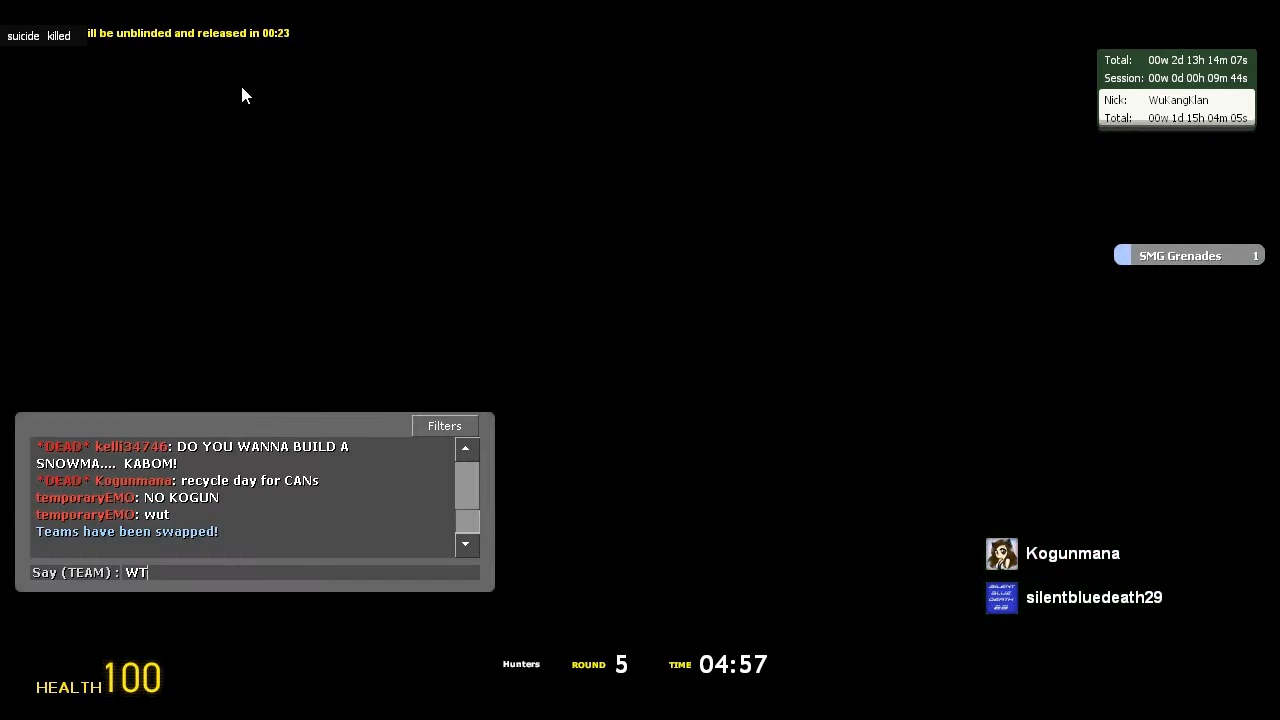 suicide killed
ill be unblinded and released in 00:23
Total: 00w 2d 13h 14m 07s
Session: 00w 0d 00h 09m 44s
Nick: WuKangKlan
Total: 00w 1d 15h 04m 05s
SMG Grenades 1
Filters
*DEAD* kelli34746: DO YOU WANNA BUILD A
SNOWMA.... KABOM!
*DEAD* Kogunmana: recycle day for CANs
temporaryEMO: NO KOGUN
temporaryEMO: wut
Teams have been swapped!
Say (TEAM) : WT
Kogunmana
SILENT
BLUE
DEATH
silentbluedeath29
HEALTH 100
Hunters ROUND 5 TIME 04:57